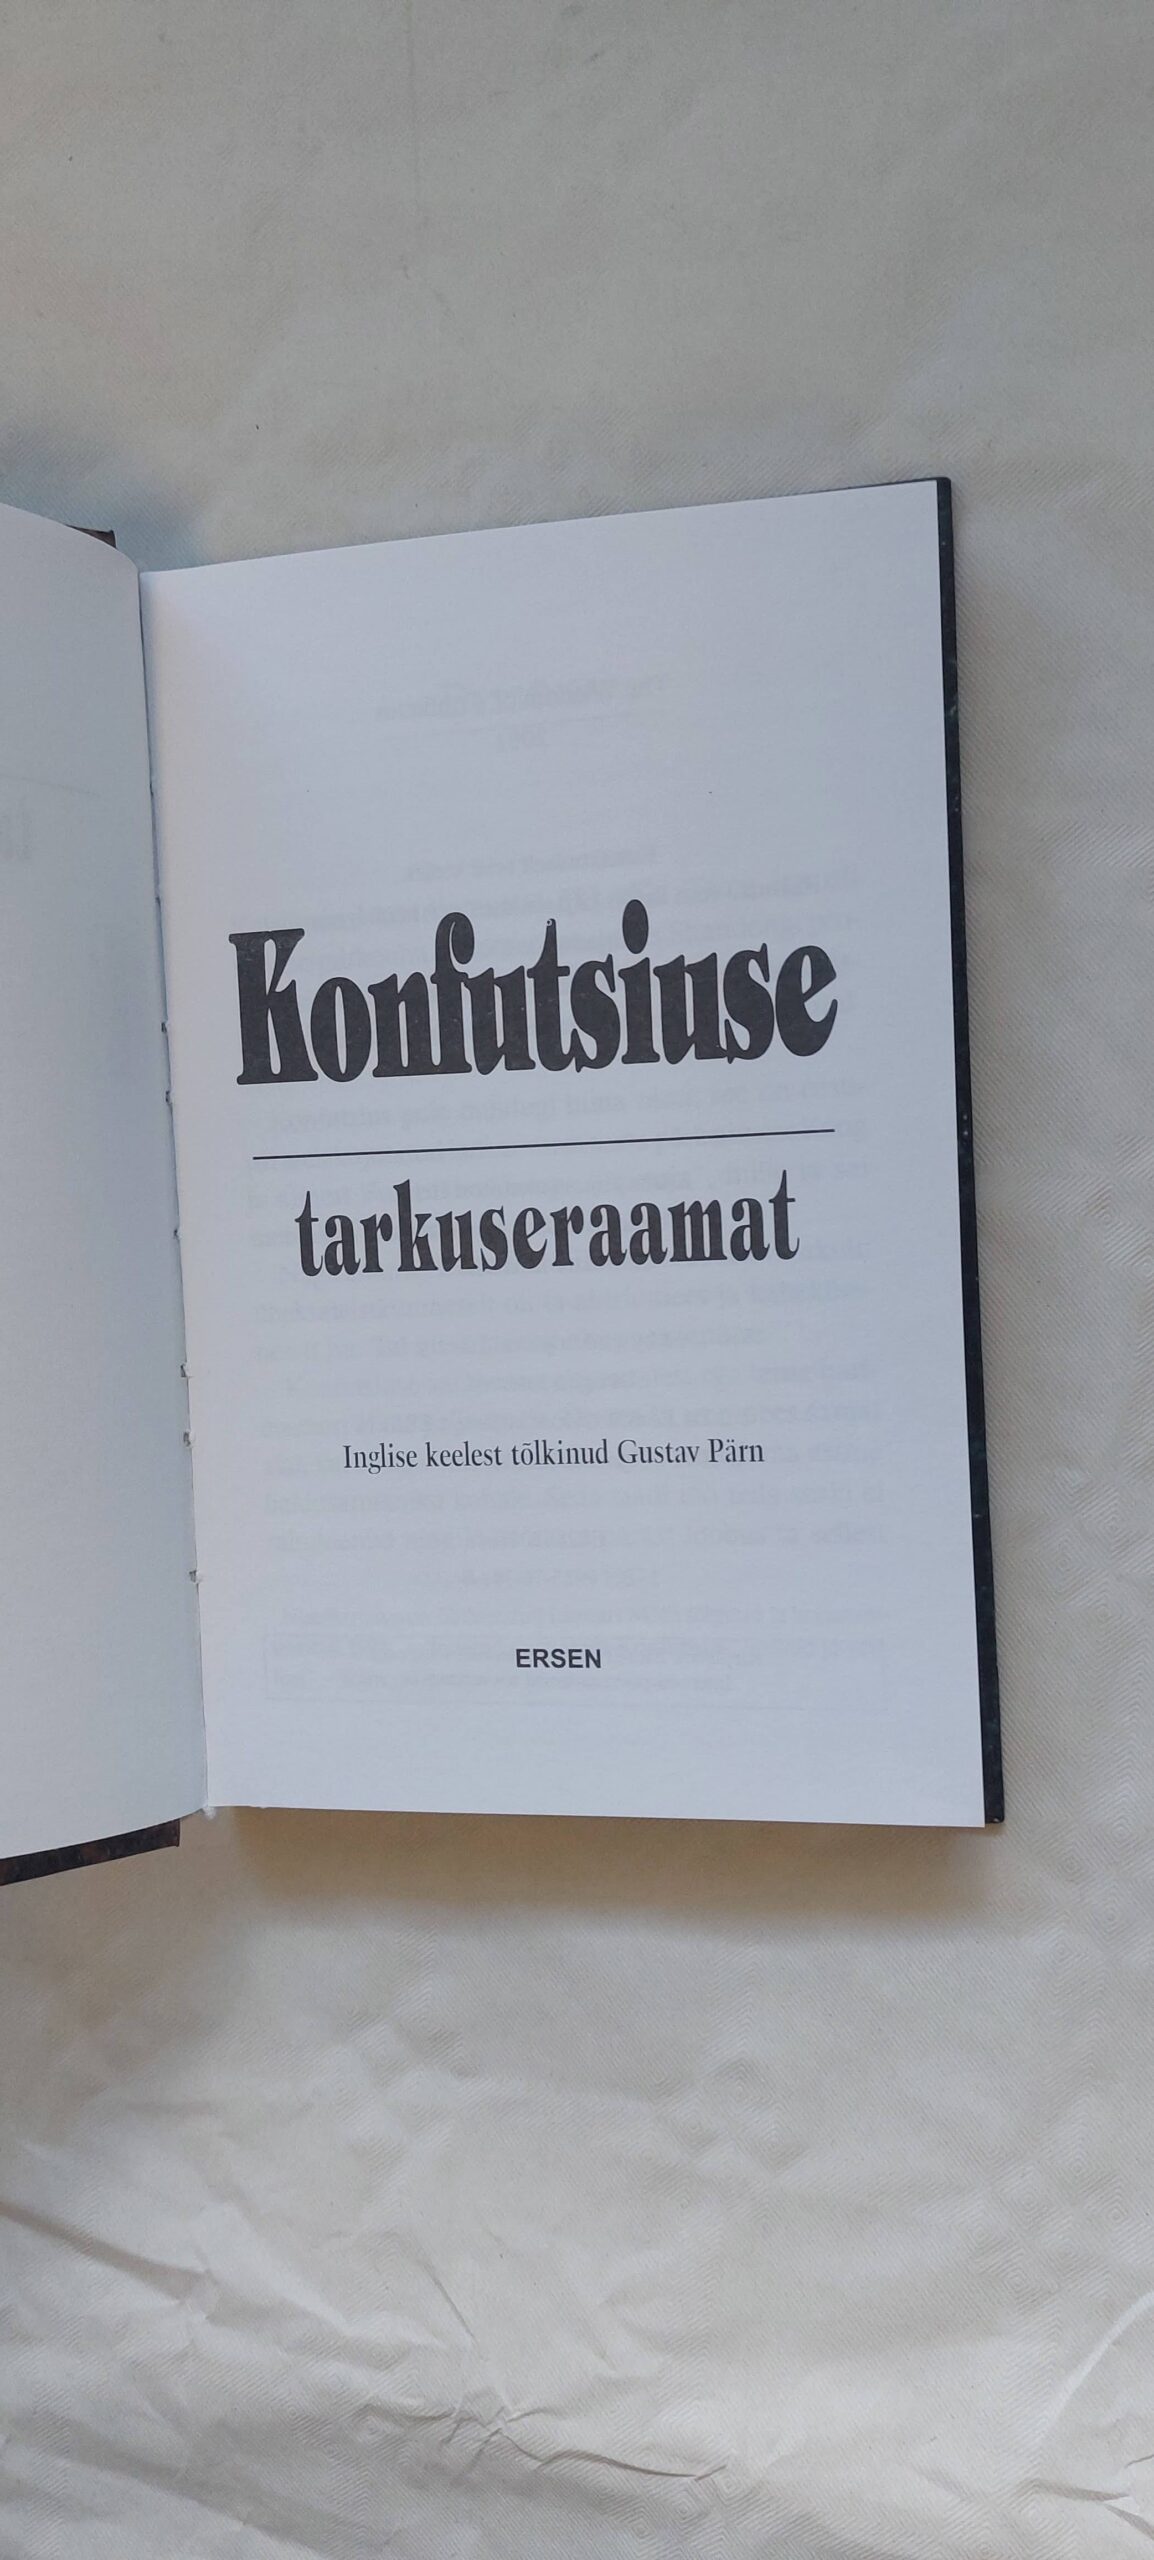 Konfutsiuse
tarkuseraamat
Inglise keelest tõlkinud Gustav Pärn
ERSEN